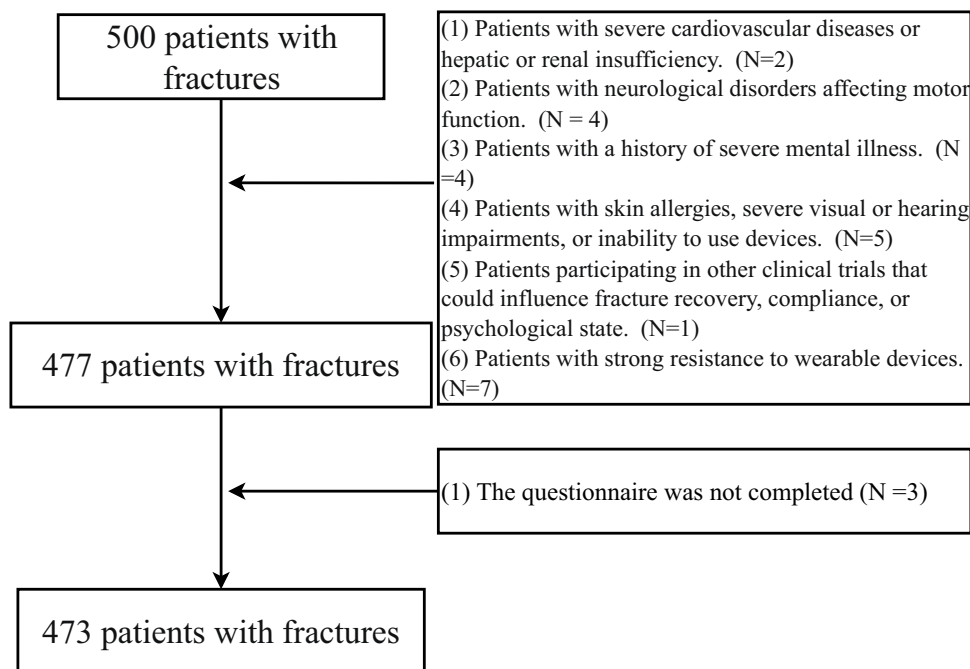 500 patients with
fractures
(1) Patients with severe cardiovascular diseases or
hepatic or renal insufficiency. (N=2)
(2) Patients with neurological disorders affecting motor
function. (N = 4)
(3) Patients with a history of severe mental illness. (N
=4)
(4) Patients with skin allergies, severe visual or hearing
impairments, or inability to use devices. (N=5)
(5) Patients participating in other clinical trials that
could influence fracture recovery, compliance, or
psychological state. (N=1)
(6) Patients with strong resistance to wearable devices.
(N=7)
477 patients with fractures
(1) The questionnaire was not completed (N =3)
473 patients with fractures